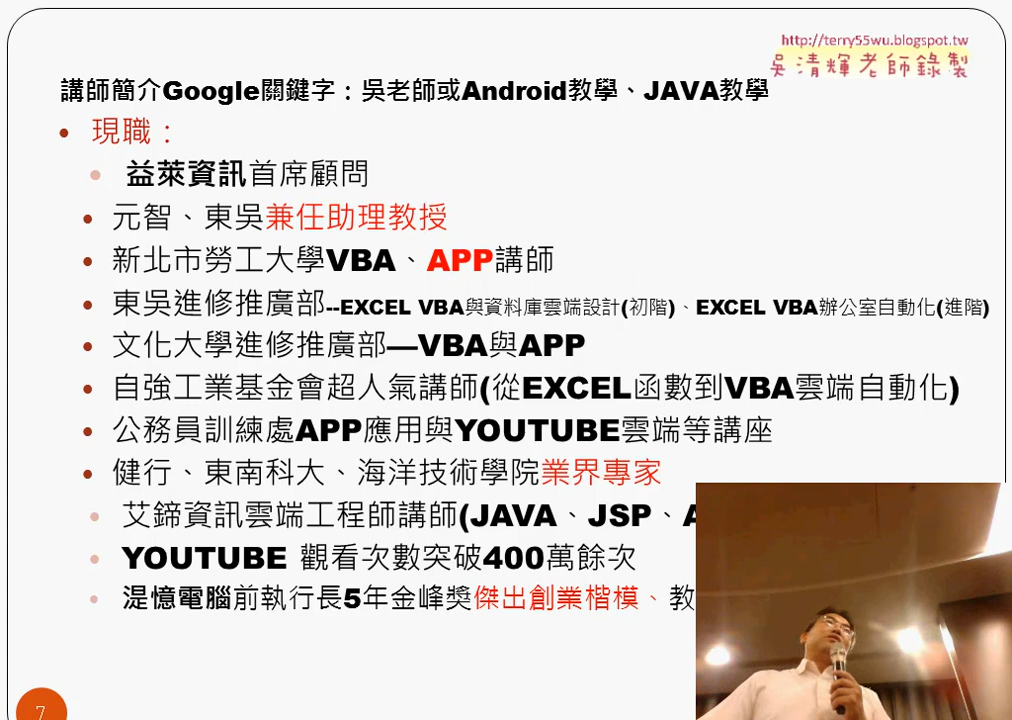 http://terry55wu.blogspot.tw
吳清輝老師錄製
講師簡介Google關鍵字：吳老師或Android教學、JAVA教學
• 現職：
• 益萊資訊首席顧問
• 元智、東吳兼任助理教授
• 新北市勞工大學VBA、APP講師
• 東吳進修推廣部--EXCEL VBA與資料庫雲端設計(初階)、EXCEL VBA辦公室自動化(進階)
• 文化大學進修推廣部—VBA與APP
• 自強工業基金會超人氣講師(從EXCEL函數到VBA雲端自動化)
• 公務員訓練處APP應用與YOUTUBE雲端等講座
• 健行、東南科大、海洋技術學院業界專家
• 艾鍗資訊雲端工程師講師(JAVA、JSP、A
• YOUTUBE 觀看次數突破400萬餘次
• 湜憶電腦前執行長5年金峰獎傑出創業楷模、教
7